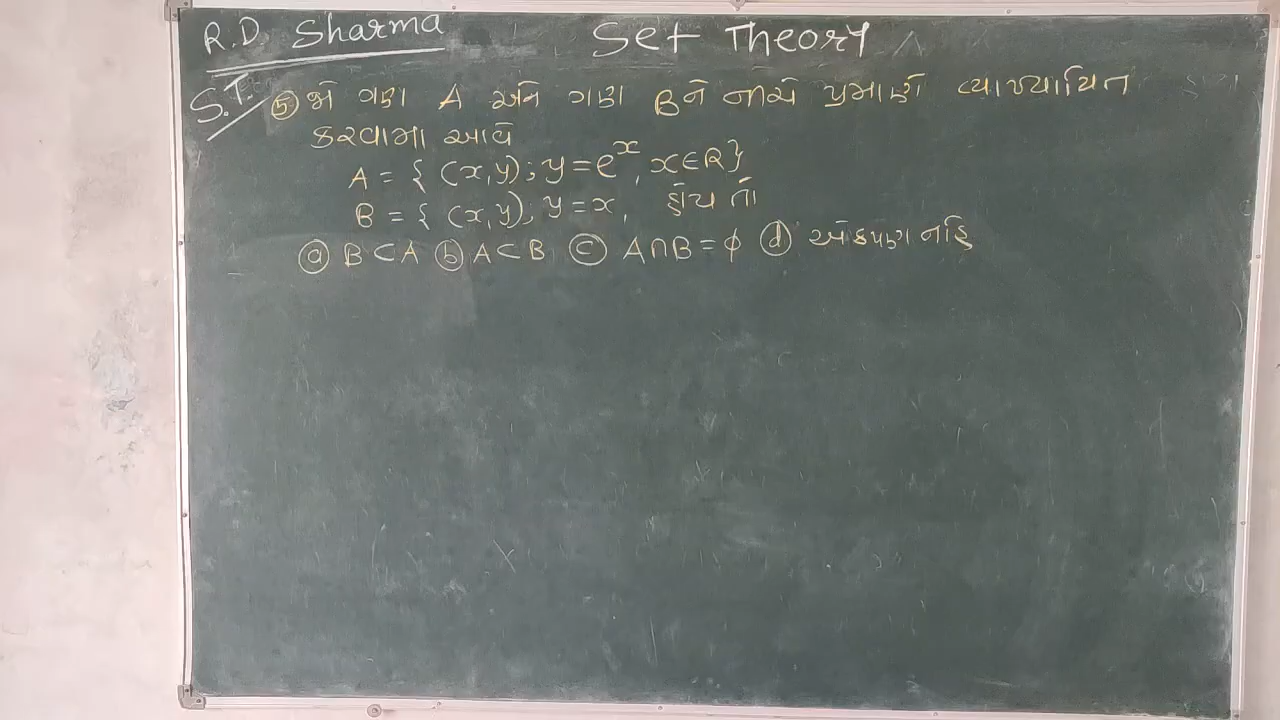 R.D. Sharma Set Theory
S.T. 5 જો ગણ A અને ગણ B ને નીચે પ્રમાણે વ્યાખ્યાયિત
કરવામા આવે
A = { (x,y); y = e^x, x∈R}
B = { (x,y); y = x, હોય તો
a B ⊂ A b A ⊂ B c A ∩ B = ϕ d એકપણ નહિ